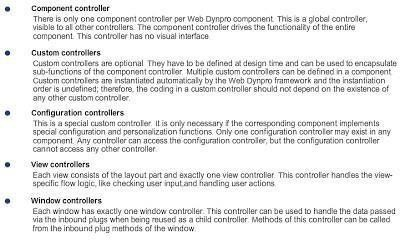 Component controller
There is only one component controller per Web Dynpro component. This is a global controller,
visible to all other controllers. The component controller drives the functionality of the entire
component. This controller has no visual interface.
Custom controllers
Custom controllers are optional. They have to be defined at design time and can be used to encapsulate
sub-functions of the component controller. Multiple custom controllers can be defined in a component.
Custom controllers are instantiated automatically by the Web Dynpro framework and the instantiation
order is undefined; therefore, the coding in a custom controller should not depend on the existence of
any other custom controller.
Configuration controllers
This is a special custom controller. It is only necessary if the corresponding component implements
special configuration and personalization functions. Only one configuration controller may exist in any
component. Any controller can access the configuration controller, but the configuration controller
cannot access any other controller.
View controllers
Each view consists of the layout part and exactly one view controller. This controller handles the view-
specific flow logic, like checking user input,and handling user actions.
Window controllers
Each window has exactly one window controller. This controller can be used to handle the data passed
via the inbound plugs when being reused as a child controller. Methods of this controller can be called
from the inbound plug methods of the window.